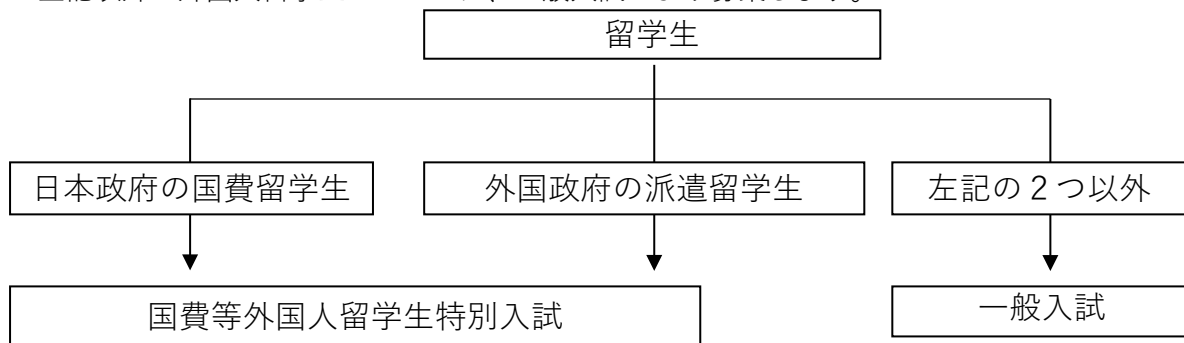 留学生
日本政府の国費留学生
外国政府の派遣留学生
左記の２つ以外
国費等外国人留学生特別入試
一般入試